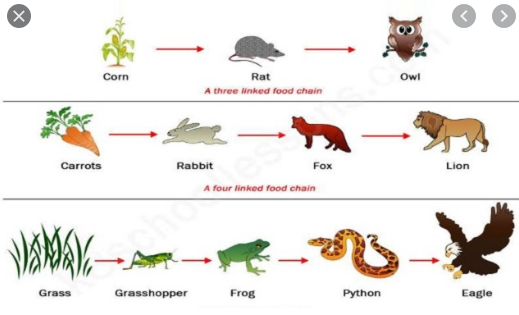 Corn Rat Owl
A three linked food chain
Carrots Rabbit Fox Lion
A four linked food chain
Grass Grasshopper Frog Python Eagle